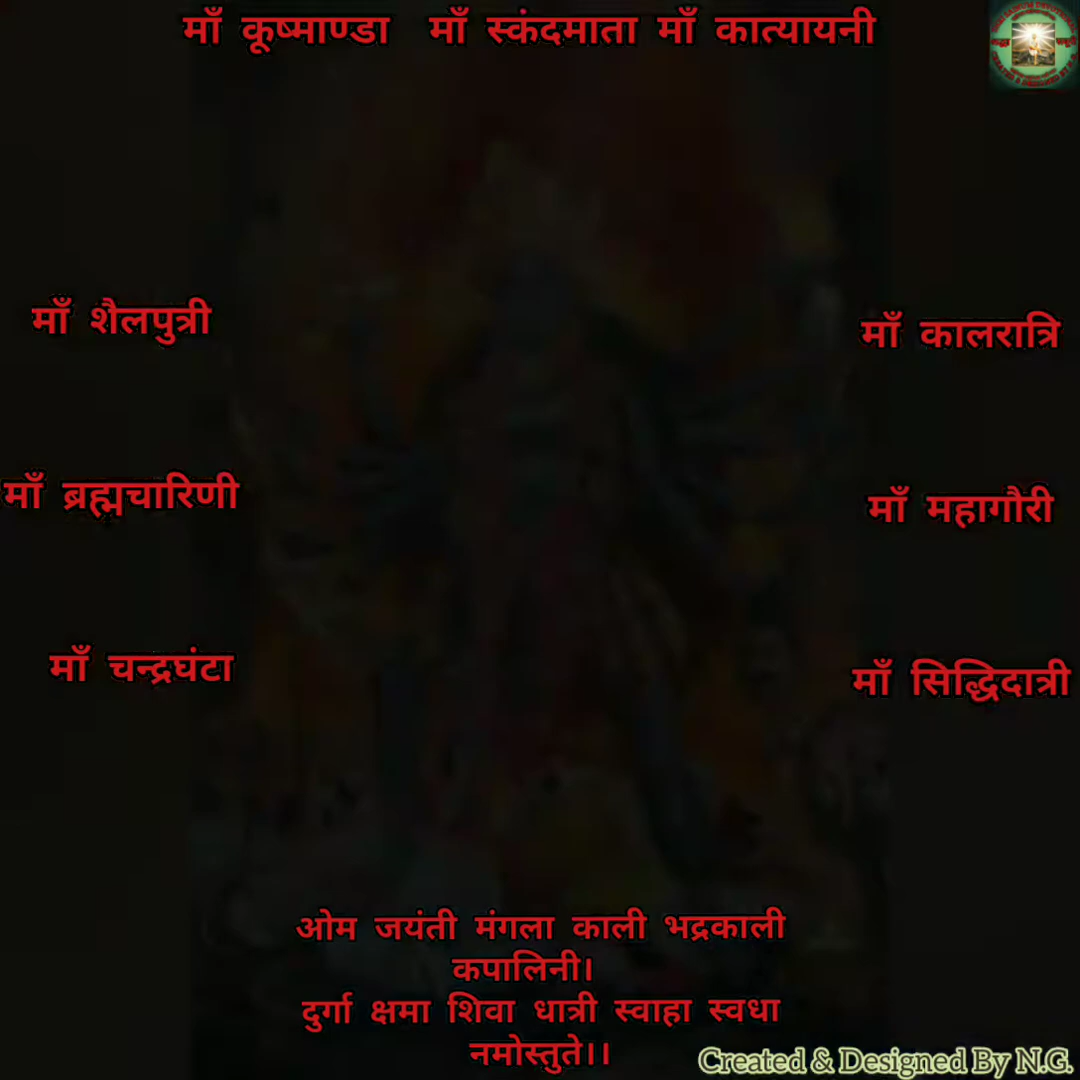 माँ कूष्माण्डा माँ स्कंदमाता माँ कात्यायनी
माँ शैलपुत्री
माँ कालरात्रि
माँ ब्रह्मचारिणी
माँ महागौरी
माँ चन्द्रघंटा
माँ सिद्धिदात्री
ओम जयंती मंगला काली भद्रकाली
कपालिनी।
दुर्गा क्षमा शिवा धात्री स्वाहा स्वधा
नमोस्तुते।।
Created & Designed By N.G.